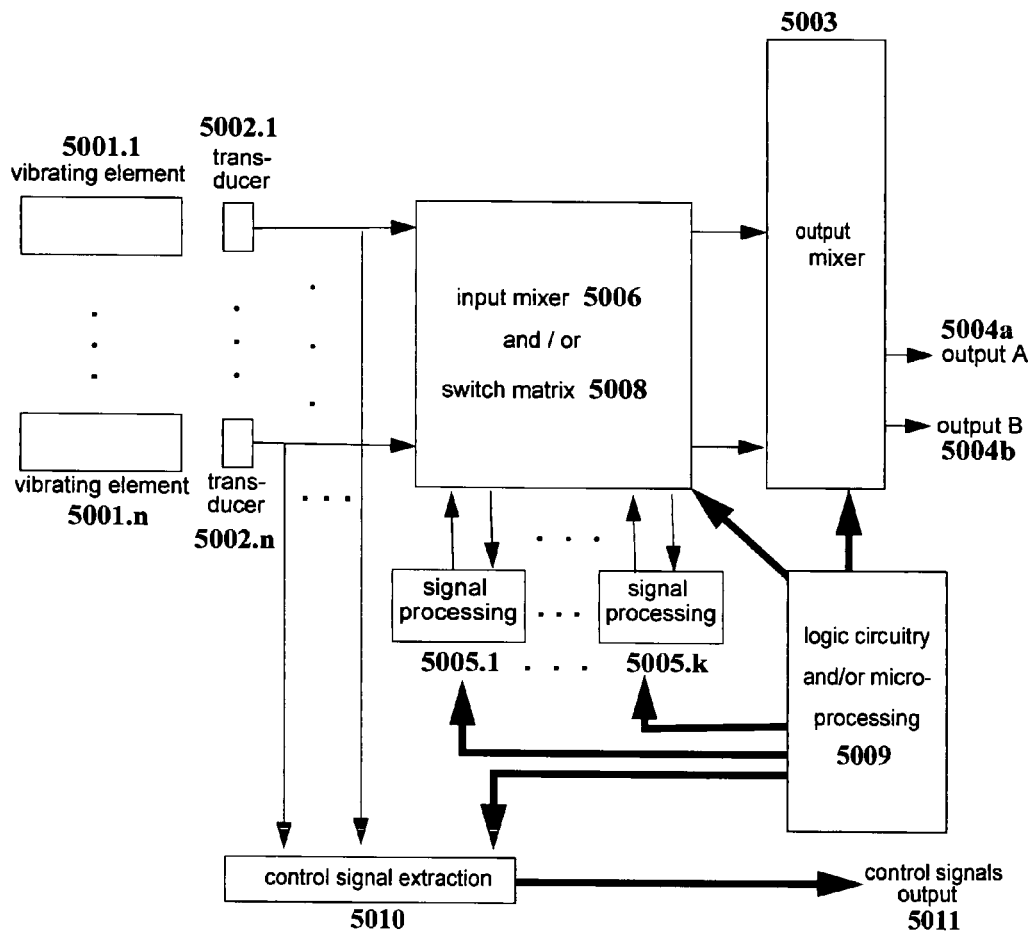 5003
5002.1
trans-
ducer
5001.1
vibrating element
output
mixer
input mixer 5006
and / or
switch matrix 5008
5004a
output A
output B
5004b
vibrating element
5001.n
trans-
ducer
5002.n
signal
processing
signal
processing
5005.1
5005.k
logic circuitry
and/or micro-
processing
5009
control signal extraction
5010
control signals
output
5011